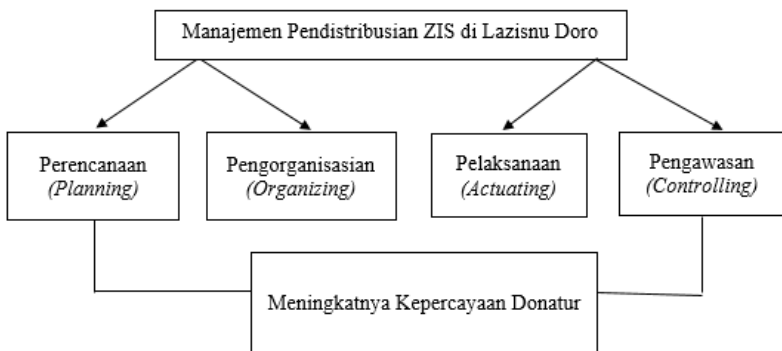 Manajemen Pendistribusian ZIS di Lazisnu Doro
Perencanaan
(Planning)
Pengorganisasian
(Organizing)
Pelaksanaan
(Actuating)
Pengawasan
(Controlling)
Meningkatnya Kepercayaan Donatur